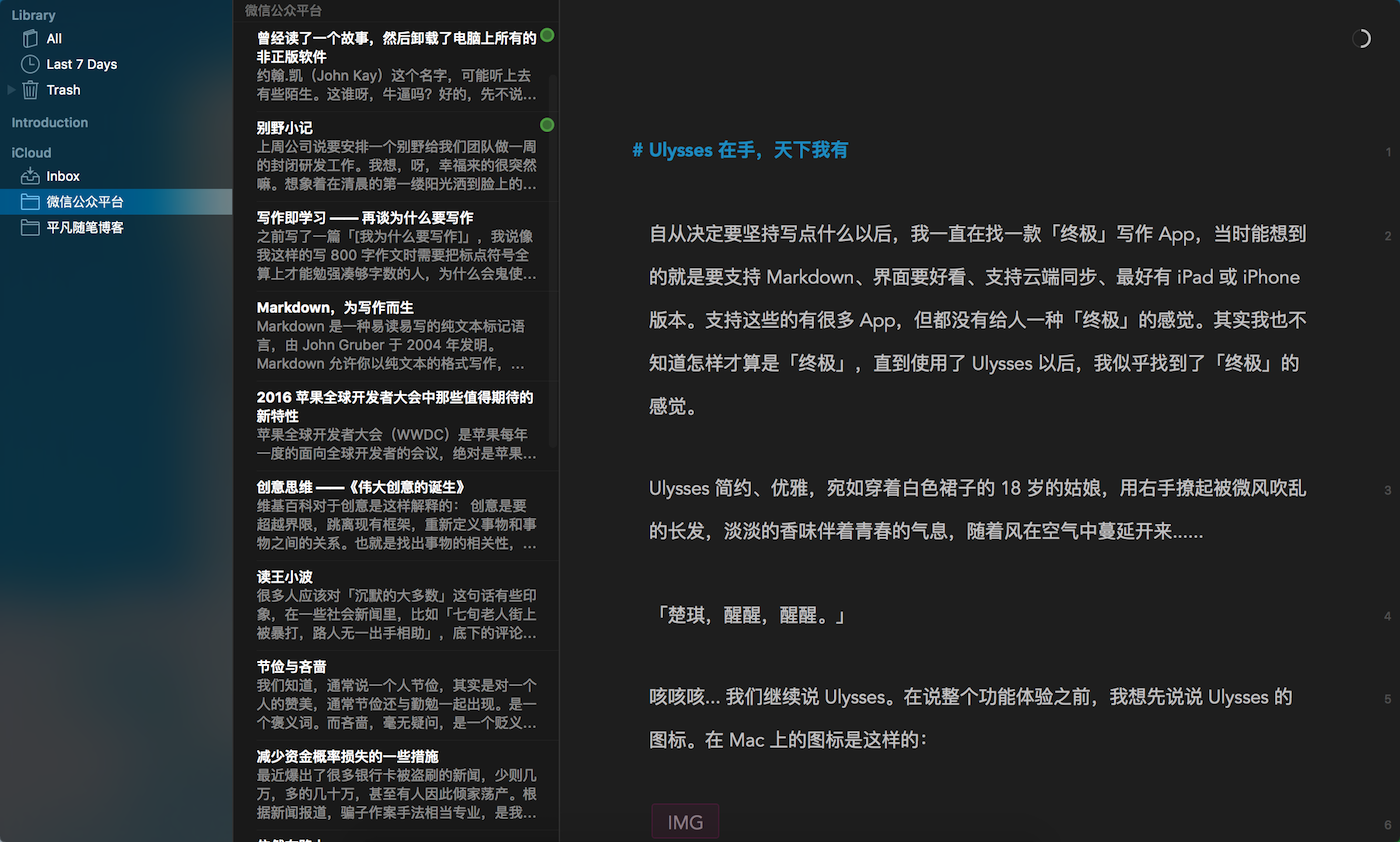 Library
All
Last 7 Days
Trash
Introduction
iCloud
Inbox
微信公众平台
平凡随笔博客
微信公众平台
曾经读了一个故事，然后卸载了电脑上所有的
非正版软件
约翰.凯（John Kay）这个名字，可能听上去
有些陌生。这谁呀，牛逼吗？好的，先不说…
别野小记
上周公司说要安排一个别野给我们团队做一周
的封闭研发工作。我想，呀，幸福来的很突然
嘛。想象着在清晨的第一缕阳光洒到脸上的…
写作即学习 —— 再谈为什么要写作
之前写了一篇「[我为什么要写作]」，我说像
我这样的写 800 字作文时需要把标点符号全
算上才能勉强凑够字数的人，为什么会鬼使…
Markdown，为写作而生
Markdown 是一种易读易写的纯文本标记语
言，由 John Gruber 于 2004 年发明。
Markdown 允许你以纯文本的格式写作，…
2016 苹果全球开发者大会中那些值得期待的
新特性
苹果全球开发者大会（WWDC）是苹果每年
一度的面向全球开发者的会议，绝对是苹果…
创意思维 ——《伟大创意的诞生》
维基百科对于创意是这样解释的： 创意是要
超越界限，跳离现有框架，重新定义事物和事
物之间的关系。也就是找出事物的相关性，…
读王小波
很多人应该对「沉默的大多数」这句话有些印
象，在一些社会新闻里，比如「七旬老人街上
被暴打，路人无一出手相助」，底下的评论…
节俭与吝啬
我们知道，通常说一个人节俭，其实是对一个
人的赞美，通常节俭还与勤勉一起出现。是一
个褒义词。而吝啬，毫无疑问，是一个贬义…
减少资金概率损失的一些措施
最近爆出了很多银行卡被盗刷的新闻，少则几
万，多的几十万，甚至有人因此倾家荡产。根
据新闻报道，骗子作案手法相当专业，是我…
# Ulysses 在手，天下我有
1
自从决定要坚持写点什么以后，我一直在找一款「终极」写作 App，当时能想到
2
的就是要支持 Markdown、界面要好看、支持云端同步、最好有 iPad 或 iPhone
版本。支持这些的有很多 App，但都没有给人一种「终极」的感觉。其实我也不
知道怎样才算是「终极」，直到使用了 Ulysses 以后，我似乎找到了「终极」的
感觉。
Ulysses 简约、优雅，宛如穿着白色裙子的 18 岁的姑娘，用右手撩起被微风吹乱
3
的长发，淡淡的香味伴着青春的气息，随着风在空气中蔓延开来......
「楚琪，醒醒，醒醒。」
4
咳咳咳... 我们继续说 Ulysses。在说整个功能体验之前，我想先说说 Ulysses 的
5
图标。在 Mac 上的图标是这样的：
IMG
6